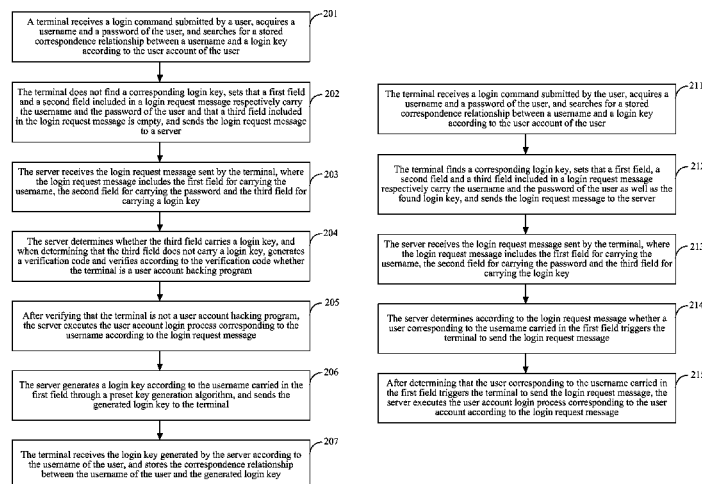 201
A terminal receives a login command submitted by a user, acquires
a username and a password of the user, and searches for a stored
correspondence relationship between a username and a login key
according to the user account of the user
202
The terminal does not find a corresponding login key, sets that a first field
and a second field included in a login request message respectively carry
the username and the password of the user and that a third field included
in the login request message is empty, and sends the login request message
to a server
203
The server receives the login request message sent by the terminal, where
the login request message includes the first field for carrying the
username, the second field for carrying the password and the third field for
carrying a login key
204
The server determines whether the third field carries a login key, and
when determining that the third field does not carry a login key, generates
a verification code and verifies according to the verification code whether
the terminal is a user account hacking program
205
After verifying that the terminal is not a user account hacking program,
the server executes the user account login process corresponding to the
username according to the login request message
206
The server generates a login key according to the username carried in the
first field through a preset key generation algorithm, and sends the
generated login key to the terminal
207
The terminal receives the login key generated by the server according to
the username of the user, and stores the correspondence relationship
between the username of the user and the generated login key
211
The terminal receives a login command submitted by the user, acquires a
username and a password of the user, and searches for a stored
correspondence relationship between a username and a login key
according to the user account of the user
212
The terminal finds a corresponding login key, sets that a first field, a
second field and a third field included in a login request message
respectively carry the username and the password of the user as well as the
found login key, and sends the login request message to the server
213
The server receives the login request message sent by the terminal, where
the login request message includes the first field for carrying the
username, the second field for carrying the password and the third field for
carrying the login key
214
The server determines according to the login request message whether a
user corresponding to the username carried in the first field triggers the
terminal to send the login request message
215
After determining that the user corresponding to the username carried in
the first field triggers the terminal to send the login request message, the
server executes the user account login process corresponding to the user
account according to the login request message